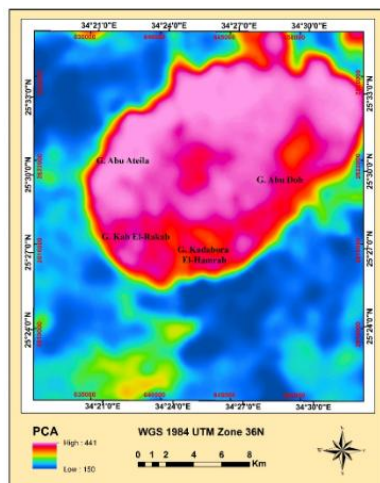 34°21'0"E 34°24'0"E 34°27'0"E 34°30'0"E
25°33'0"N 25°33'0"N
G. Abu Ateila
25°30'0"N 25°30'0"N
G. Abu Doh
G. Kab El-Rakab
G. Kadabora
El-Hamrah
25°27'0"N 25°27'0"N
25°24'0"N 25°24'0"N
34°21'0"E 34°24'0"E 34°27'0"E 34°30'0"E
PCA
High : 441
Low : 150
WGS 1984 UTM Zone 36N
0 1 2 4 6 8
Km